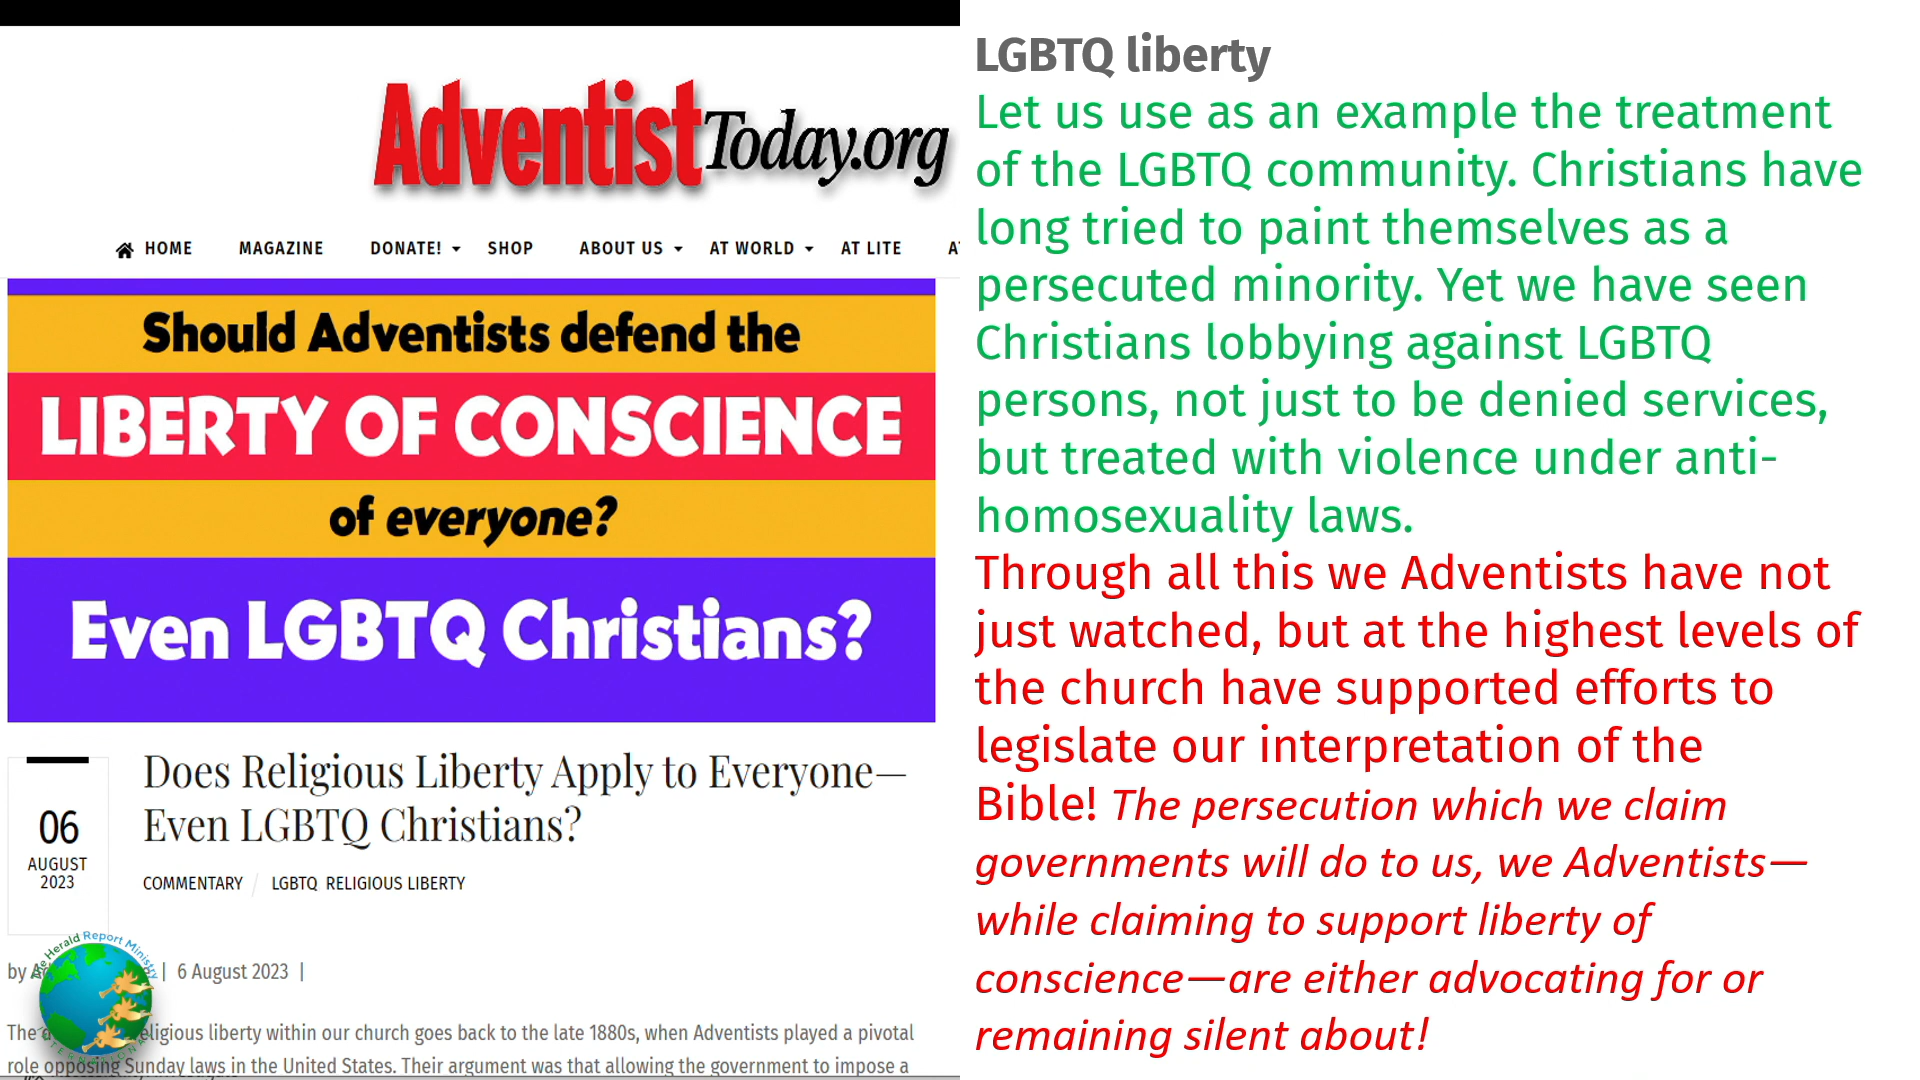 AdventistToday.org
HOME MAGAZINE DONATE! SHOP ABOUT US AT WORLD AT LITE
Should Adventists defend the
LIBERTY OF CONSCIENCE
of everyone?
Even LGBTQ Christians?
06
AUGUST
2023
Does Religious Liberty Apply to Everyone—
Even LGBTQ Christians?
COMMENTARY / LGBTQ RELIGIOUS LIBERTY
by | 6 August 2023 |
Herald Report Ministry
The religious liberty within our church goes back to the late 1880s, when Adventists played a pivotal
role opposing Sunday laws in the United States. Their argument was that allowing the government to impose a
LGBTQ liberty
Let us use as an example the treatment
of the LGBTQ community. Christians have
long tried to paint themselves as a
persecuted minority. Yet we have seen
Christians lobbying against LGBTQ
persons, not just to be denied services,
but treated with violence under anti-
homosexuality laws.
Through all this we Adventists have not
just watched, but at the highest levels of
the church have supported efforts to
legislate our interpretation of the
Bible! The persecution which we claim
governments will do to us, we Adventists—
while claiming to support liberty of
conscience—are either advocating for or
remaining silent about!